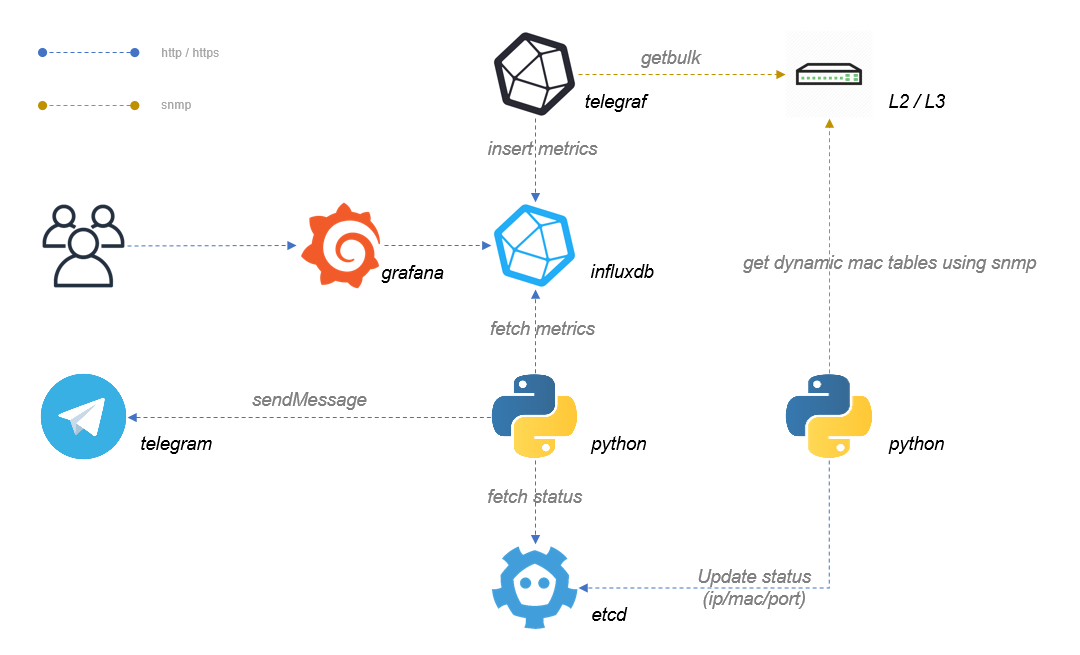 http / https
getbulk
snmp
telegraf
L2 / L3
insert metrics
get dynamic mac tables using snmp
grafana
influxdb
fetch metrics
sendMessage
telegram
python
python
fetch status
Update status
(ip/mac/port)
etcd